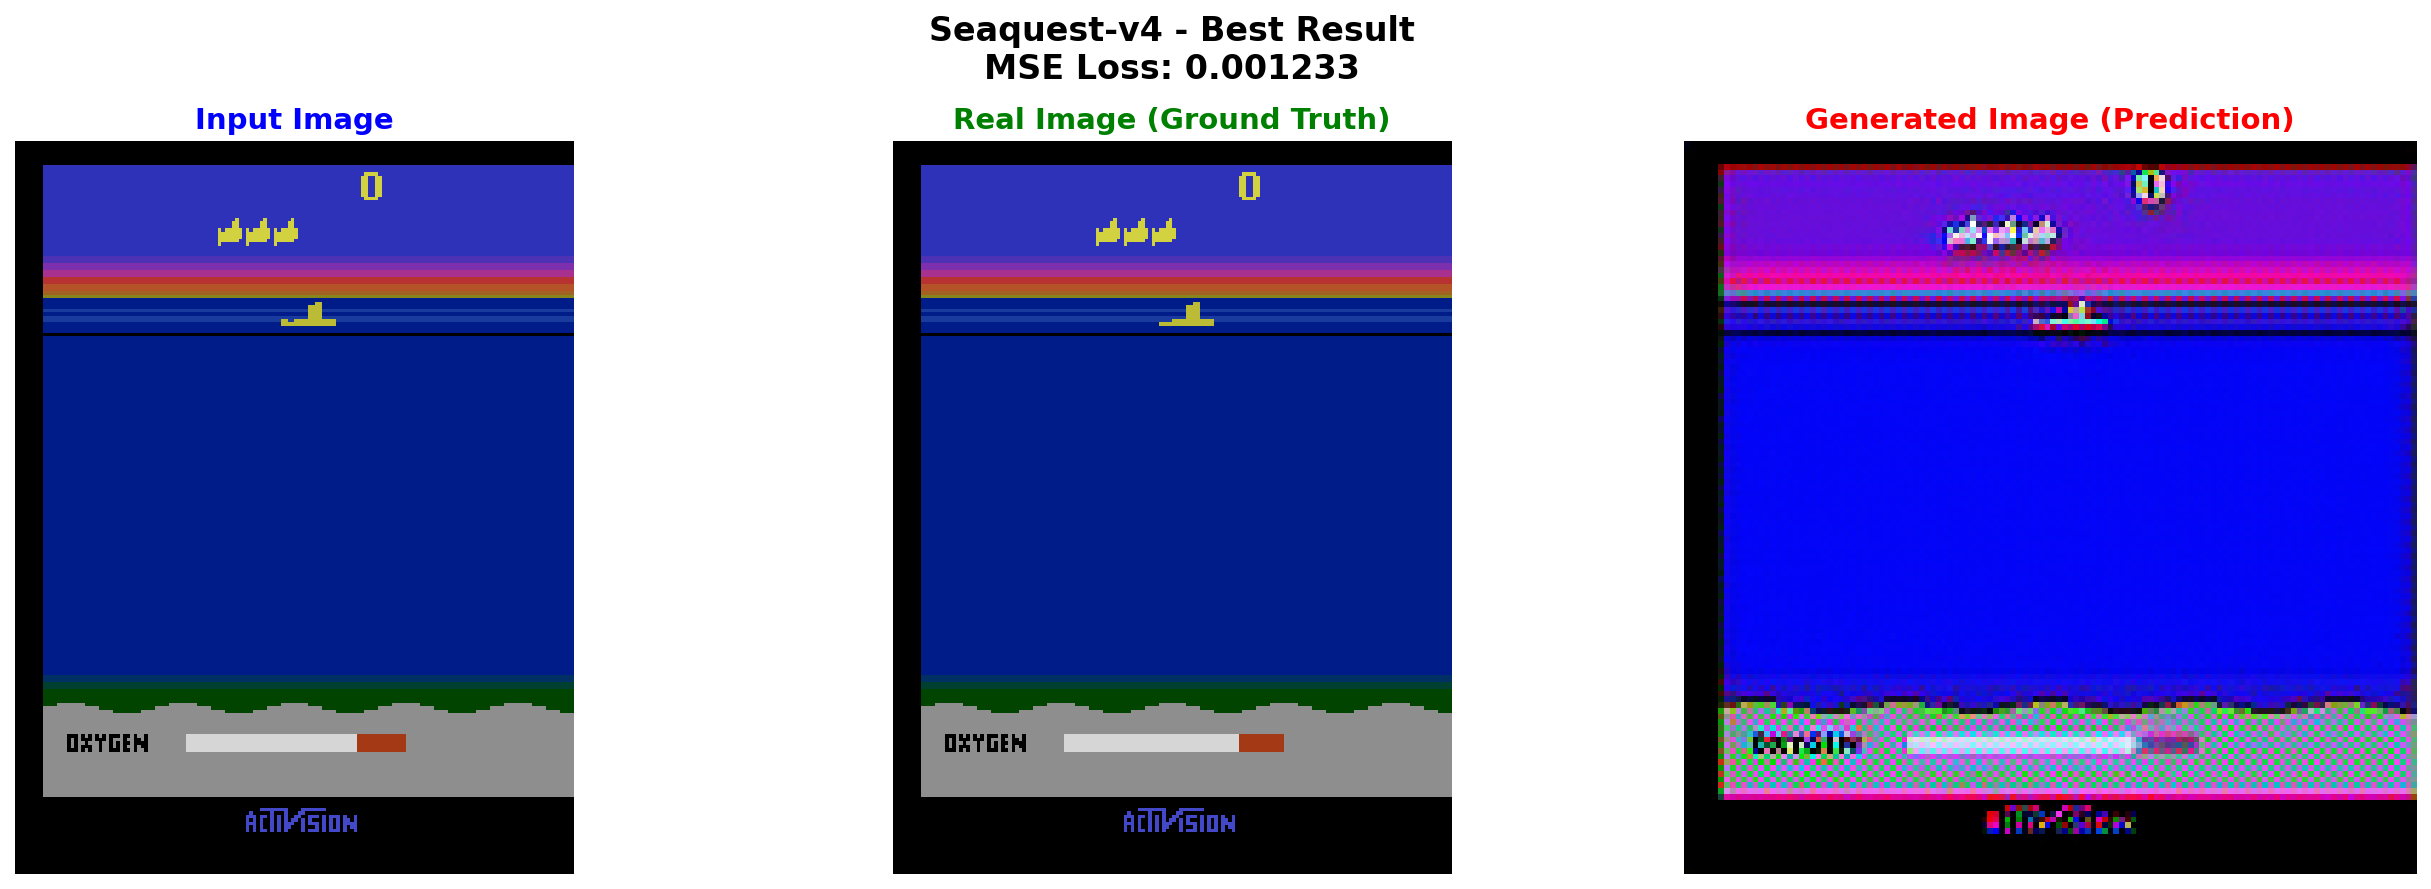 Seaquest-v4 - Best Result
MSE Loss: 0.001233
Input Image
Real Image (Ground Truth)
Generated Image (Prediction)
0
0
0
OXYGEN
OXYGEN
ACTIVISION
ACTIVISION